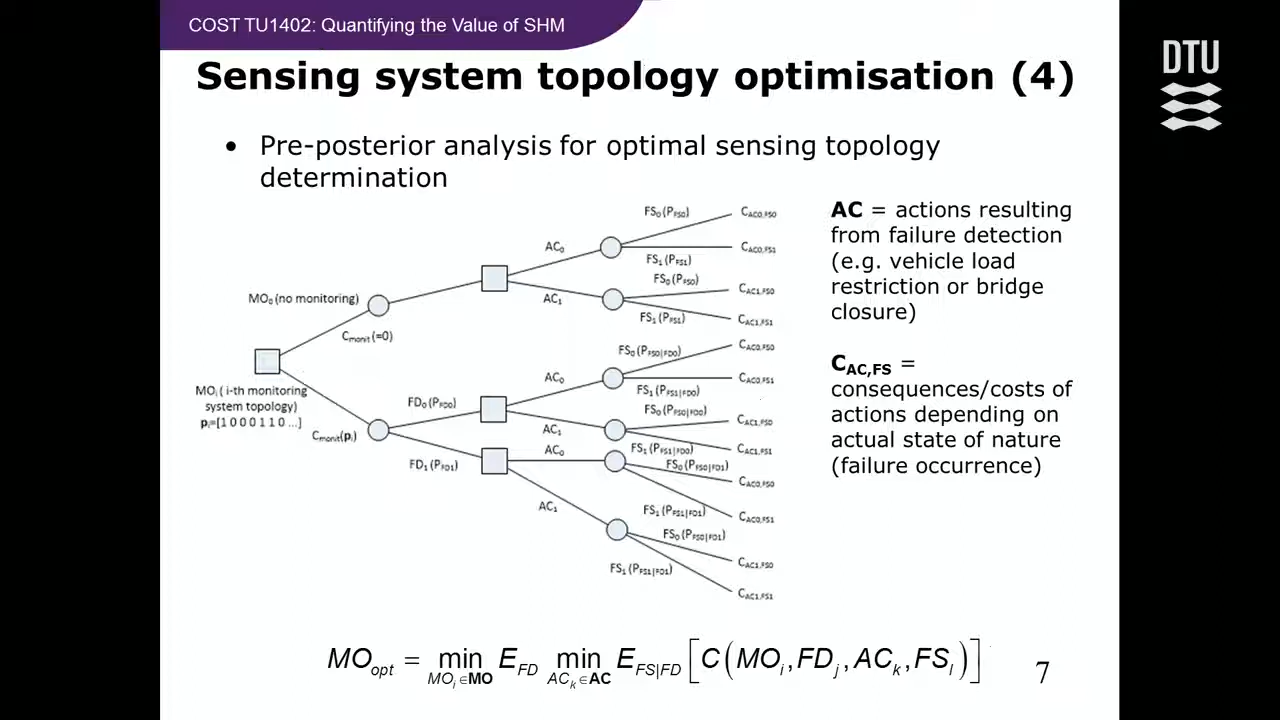 COST TU1402: Quantifying the Value of SHM
DTU
Sensing system topology optimisation (4)
• Pre-posterior analysis for optimal sensing topology
determination
FS₀ (P_FS0)
C_AC0,FS0
AC₀
C_AC0,FS1
FS₁ (P_FS1)
FS₀ (P_FS0)
MO₀ (no monitoring)
AC₁
C_AC1,FS0
FS₁ (P_FS1)
C_AC1,FS1
C_monit (=0)
FS₀ (P_FS0|FD0)
C_AC0,FS0
AC₀
C_AC0,FS1
FS₁ (P_FS1|FD0)
MO_i ( i-th monitoring
system topology)
p_i=[1 0 0 0 1 1 0 ...]
FD₀ (P_FD0)
FS₀ (P_FS0|FD0)
C_AC1,FS0
AC₁
C_monit(p_i)
FS₁ (P_FS1|FD0)
C_AC1,FS1
AC₀
FD₁ (P_FD1)
FS₀ (P_FS0|FD1)
C_AC0,FS0
AC₁
FS₁ (P_FS1|FD1)
C_AC0,FS1
FS₀ (P_FS0|FD1)
C_AC1,FS0
FS₁ (P_FS1|FD1)
C_AC1,FS1
AC = actions resulting
from failure detection
(e.g. vehicle load
restriction or bridge
closure)
C_AC,FS =
consequences/costs of
actions depending on
actual state of nature
(failure occurrence)
MO_opt = min_{MO_i∈MO} E_FD min_{AC_k∈AC} E_FS|FD [C(MO_i, FD_j, AC_k, FS_l)]
7